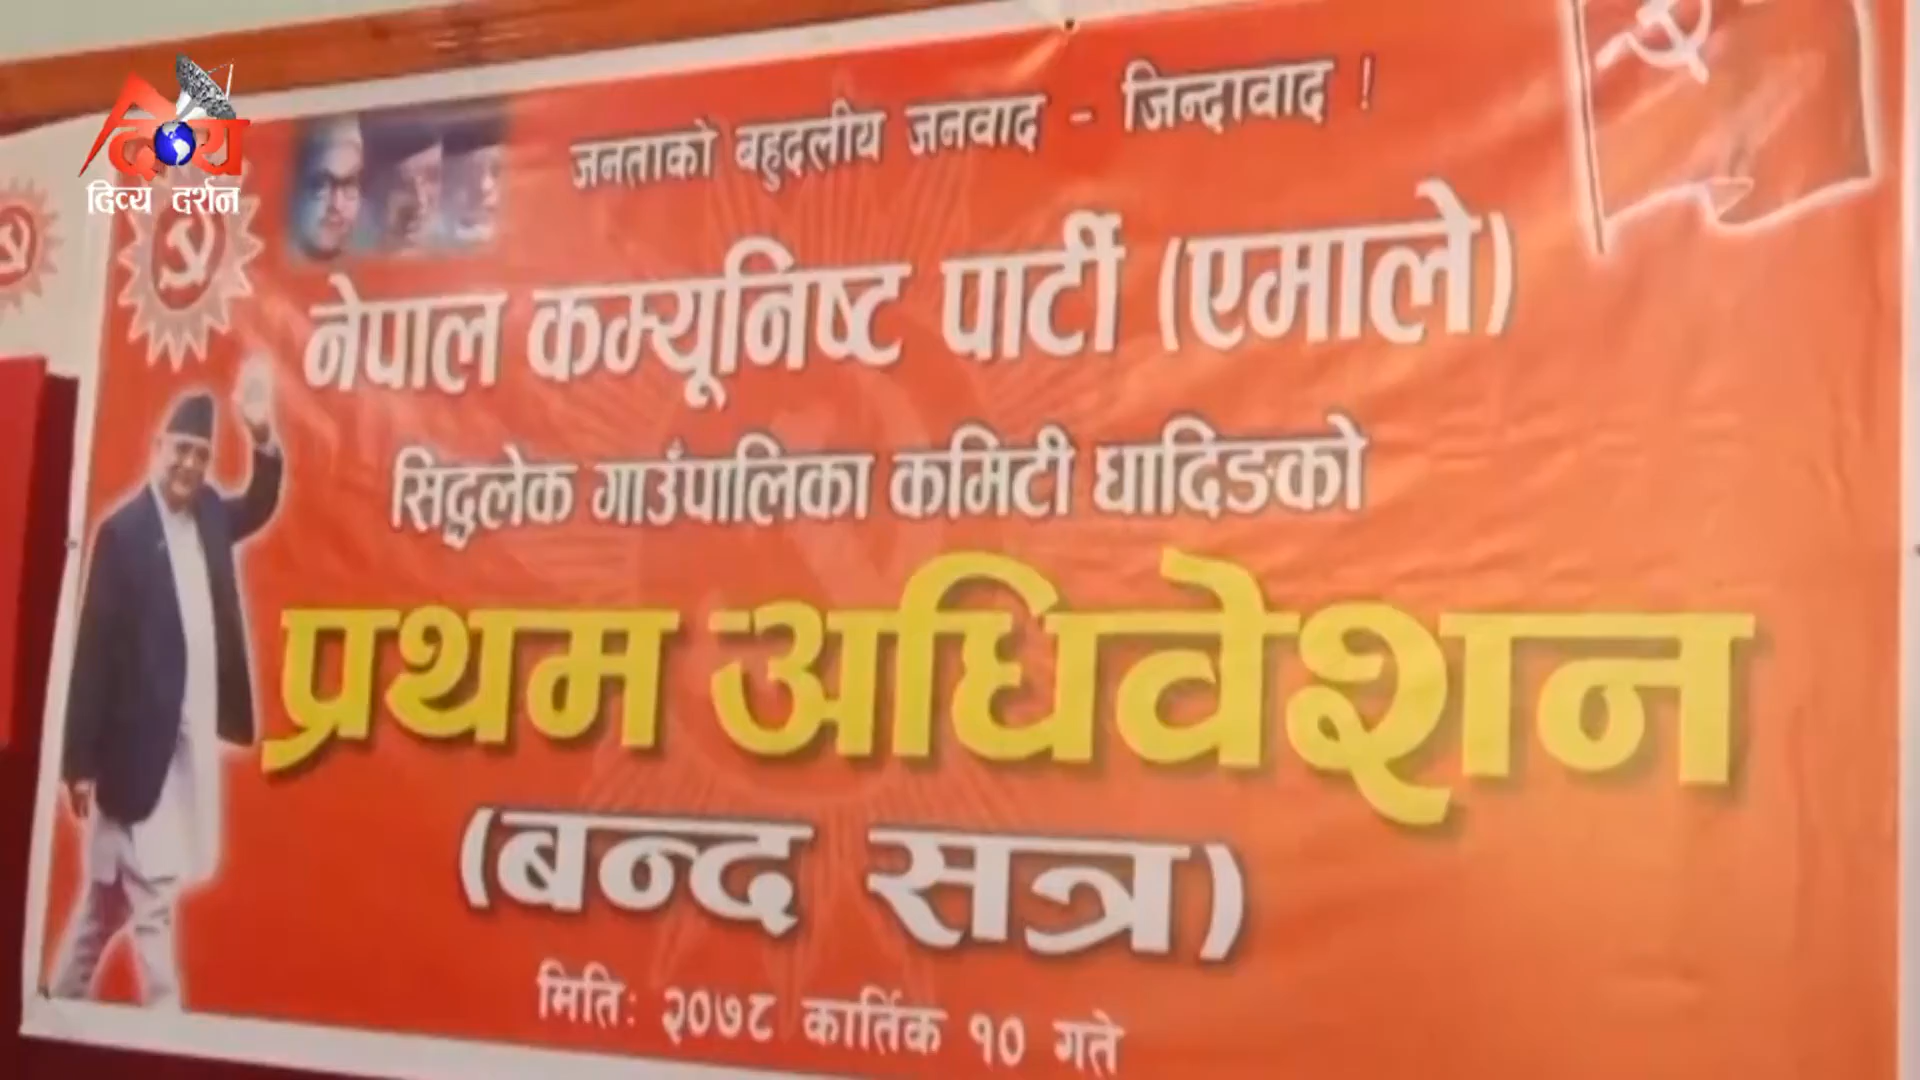 दिव्य
दिव्य दर्शन
जनताको बहुदलीय जनवाद - जिन्दावाद !
नेपाल कम्यूनिष्ट पार्टी (एमाले)
सिद्धलेक गाउँपालिका कमिटी धादिङको
प्रथम अधिवेशन
(बन्द सत्र)
मिति: २०७८ कार्तिक १० गते